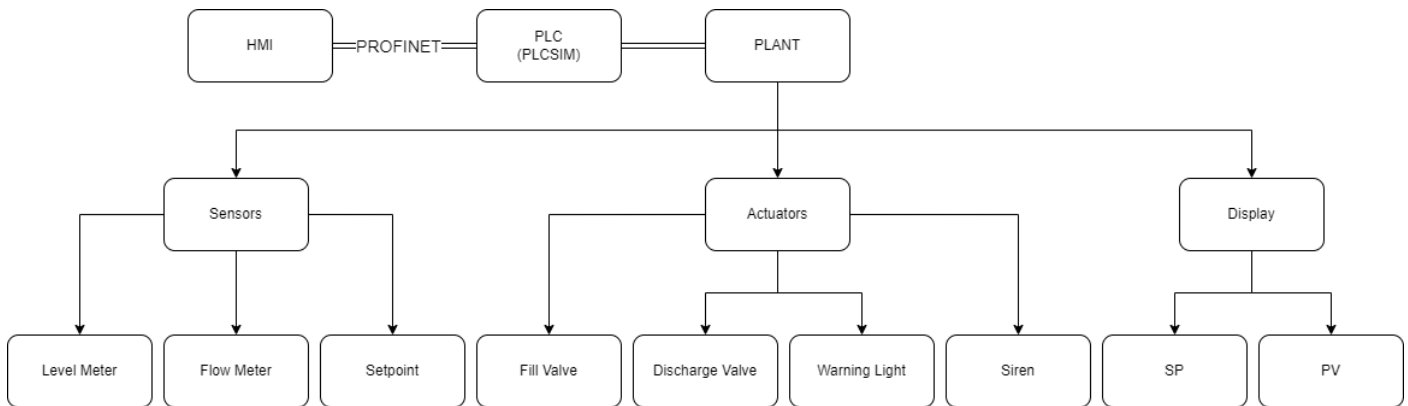 HMI
PROFINET
PLC
(PLCSIM)
PLANT
Sensors
Actuators
Display
Level Meter
Flow Meter
Setpoint
Fill Valve
Discharge Valve
Warning Light
Siren
SP
PV